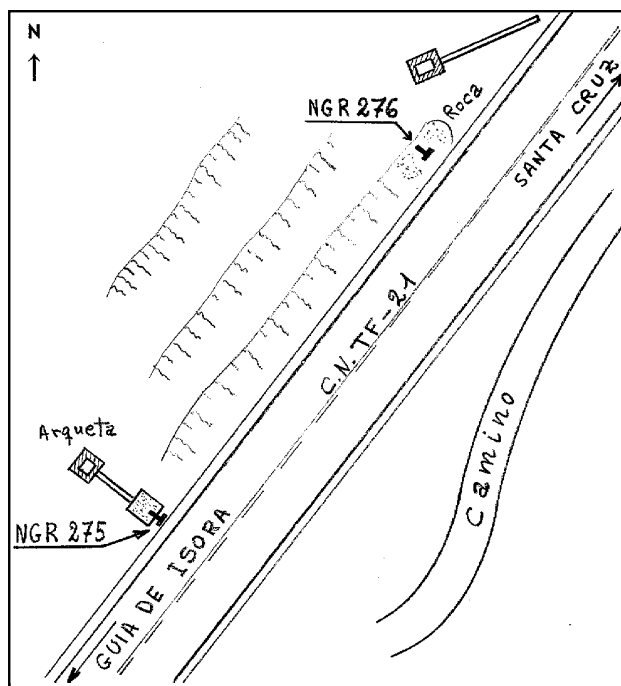 N
NGR 276
Roca
SANTA CRUZ
C.N. TF-21
Arqueta
NGR 275
GUIA DE ISORA
Camino